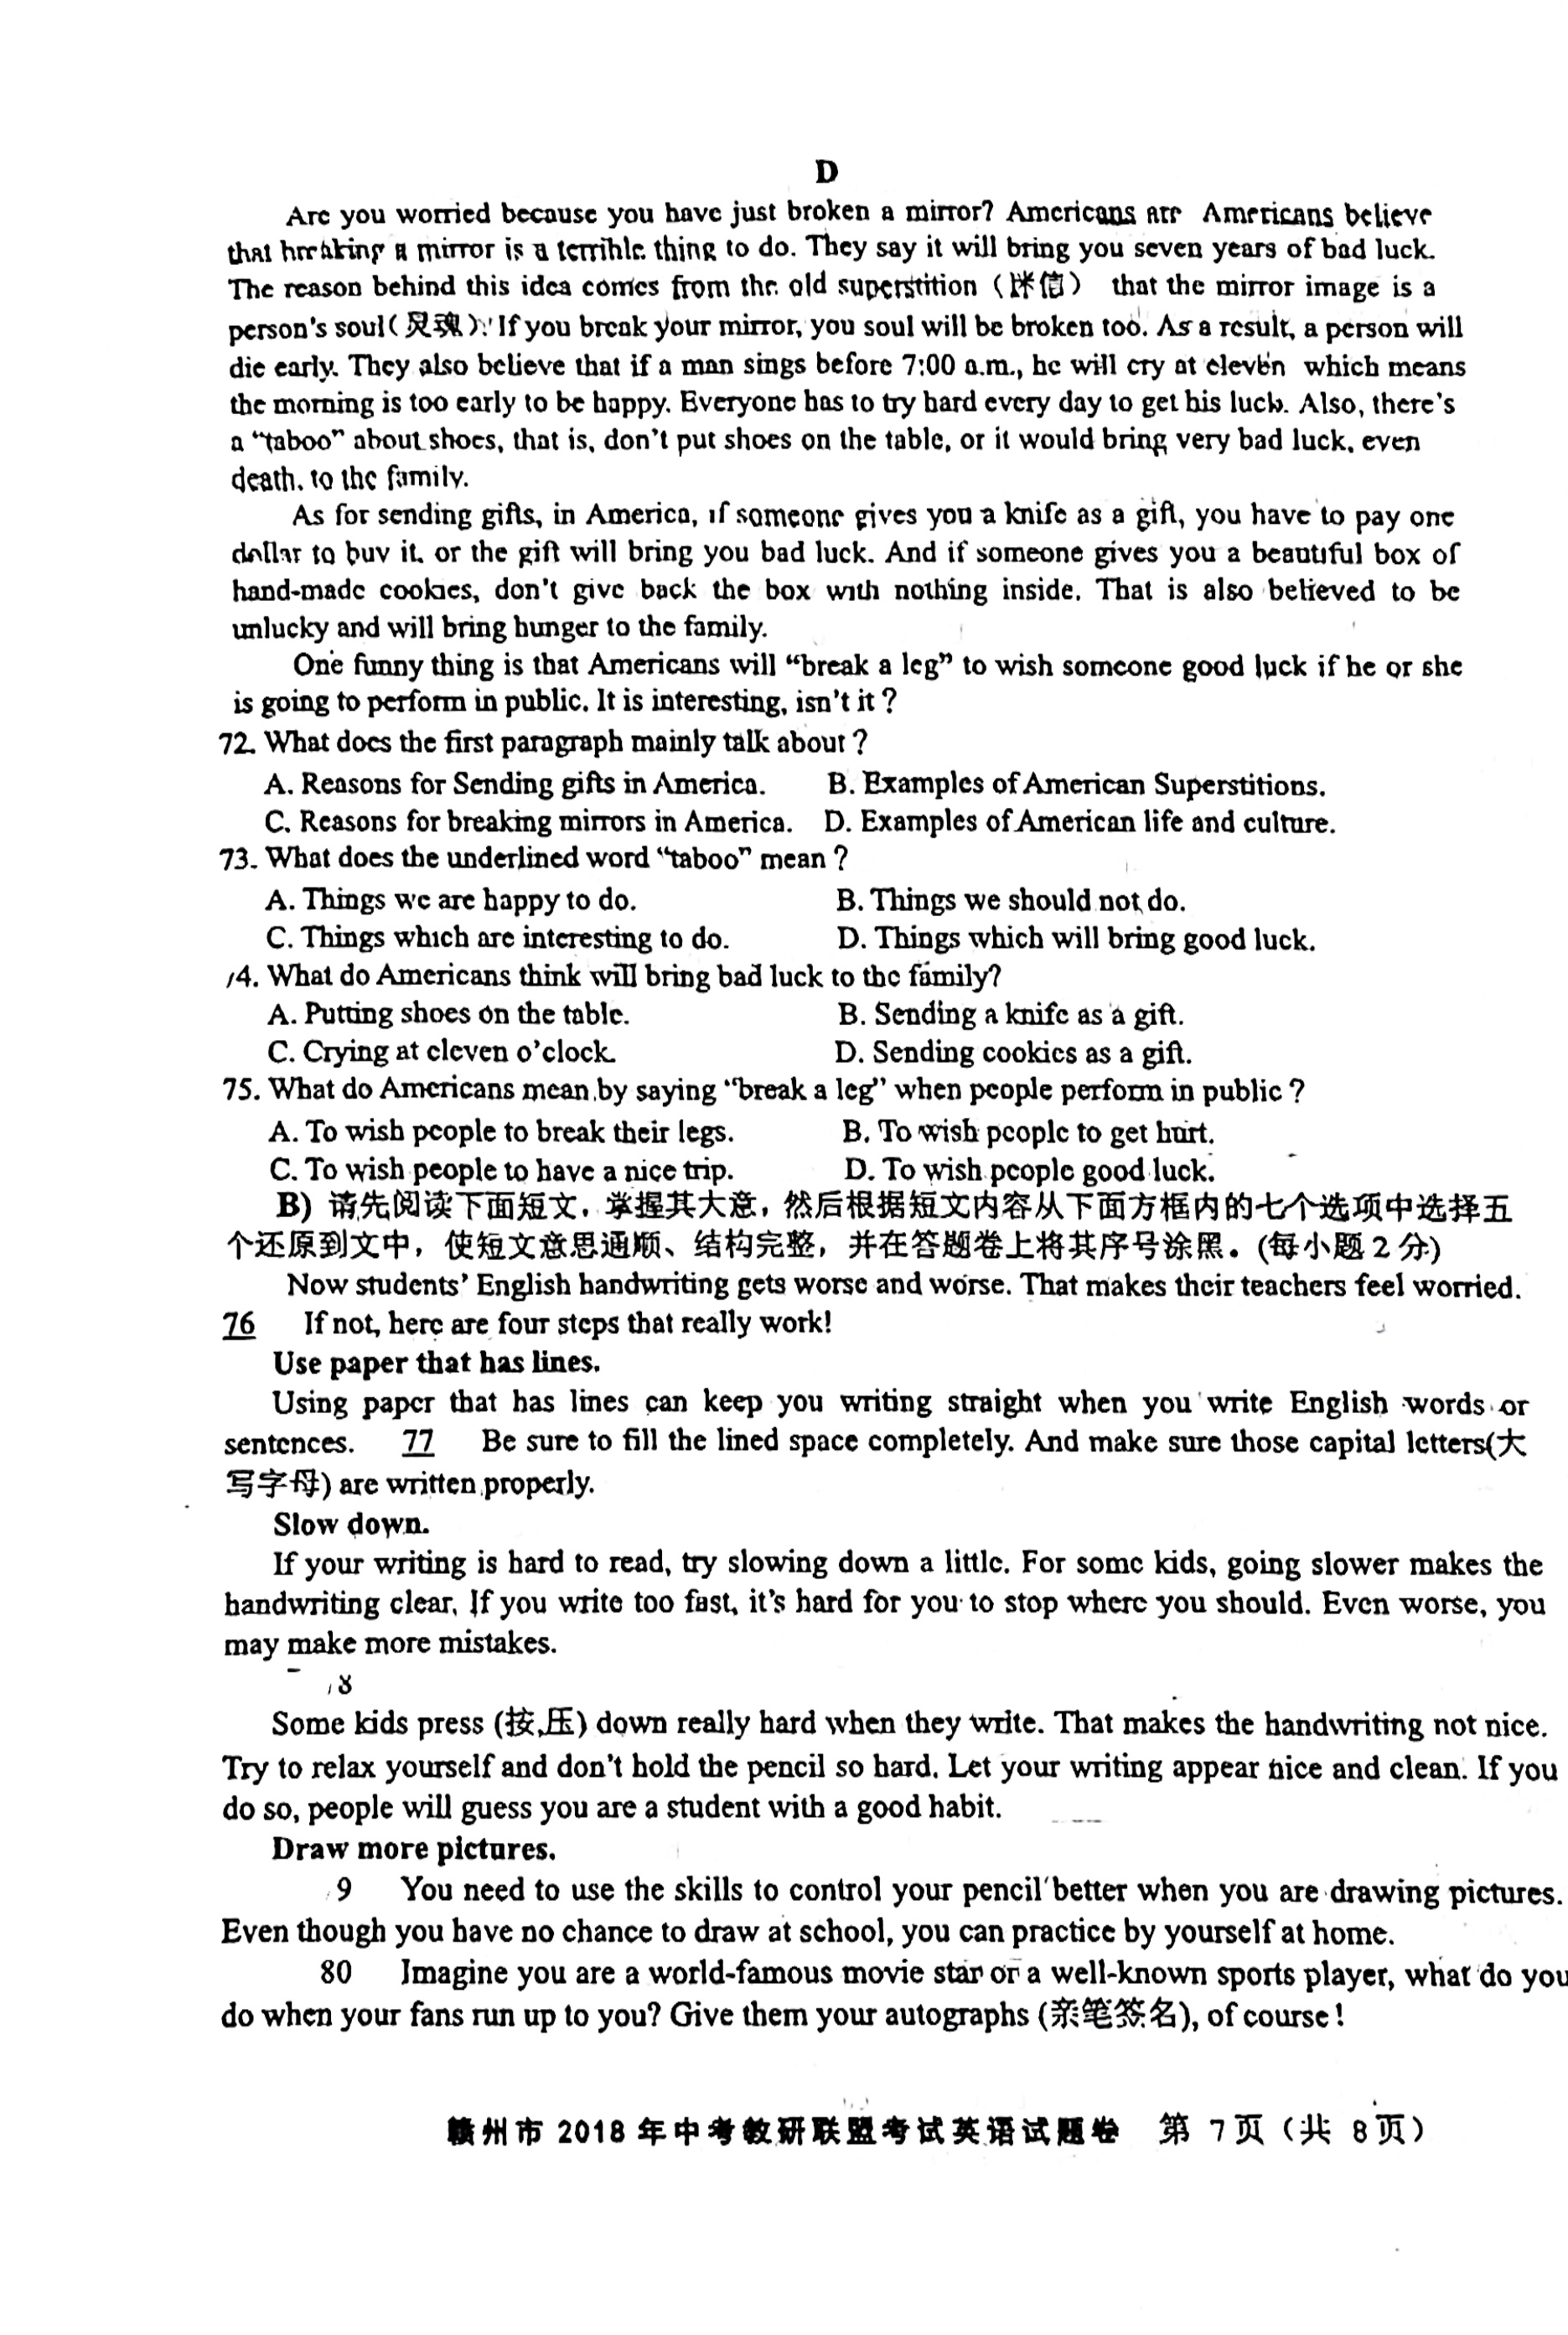 D
Are you worried because you have just broken a mirror? Americans are Americans believe
that breaking a mirror is a terrible thing to do. They say it will bring you seven years of bad luck.
The reason behind this idea comes from the old superstition (迷信) that the mirror image is a
person's soul(灵魂). If you break your mirror, you soul will be broken too. As a result, a person will
die early. They also believe that if a man sings before 7:00 a.m., he will cry at eleven which means
the morning is too early to be happy. Everyone has to try hard every day to get his luck. Also, there's
a “taboo” about shoes, that is, don't put shoes on the table, or it would bring very bad luck, even
death, to the family.
As for sending gifts, in America, if someone gives you a knife as a gift, you have to pay one
dollar to buy it, or the gift will bring you bad luck. And if someone gives you a beautiful box of
hand-made cookies, don't give back the box with nothing inside. That is also believed to be
unlucky and will bring hunger to the family.
One funny thing is that Americans will “break a leg” to wish someone good luck if he or she
is going to perform in public. It is interesting, isn't it?
72. What does the first paragraph mainly talk about?
A. Reasons for Sending gifts in America. B. Examples of American Superstitions.
C. Reasons for breaking mirrors in America. D. Examples of American life and culture.
73. What does the underlined word “taboo” mean?
A. Things we are happy to do. B. Things we should not do.
C. Things which are interesting to do. D. Things which will bring good luck.
74. What do Americans think will bring bad luck to the family?
A. Putting shoes on the table. B. Sending a knife as a gift.
C. Crying at eleven o'clock. D. Sending cookies as a gift.
75. What do Americans mean by saying “break a leg” when people perform in public?
A. To wish people to break their legs. B. To wish people to get hurt.
C. To wish people to have a nice trip. D. To wish people good luck.
B) 请先阅读下面短文，掌握其大意，然后根据短文内容从下面方框内的七个选项中选择五
个还原到文中，使短文意思通顺、结构完整，并在答题卷上将其序号涂黑。(每小题2分)
Now students' English handwriting gets worse and worse. That makes their teachers feel worried.
76 If not, here are four steps that really work!
Use paper that has lines.
Using paper that has lines can keep you writing straight when you write English words or
sentences. 77 Be sure to fill the lined space completely. And make sure those capital letters(大
写字母) are written properly.
Slow down.
If your writing is hard to read, try slowing down a little. For some kids, going slower makes the
handwriting clear. If you write too fast, it's hard for you to stop where you should. Even worse, you
may make more mistakes.
78
Some kids press (按压) down really hard when they write. That makes the handwriting not nice.
Try to relax yourself and don't hold the pencil so hard. Let your writing appear nice and clean. If you
do so, people will guess you are a student with a good habit.
Draw more pictures.
79 You need to use the skills to control your pencil better when you are drawing pictures.
Even though you have no chance to draw at school, you can practice by yourself at home.
80 Imagine you are a world-famous movie star or a well-known sports player, what do you
do when your fans run up to you? Give them your autographs (亲笔签名), of course!
赣州市2018年中考教研联盟考试英语试题卷 第 7页（共 8页）